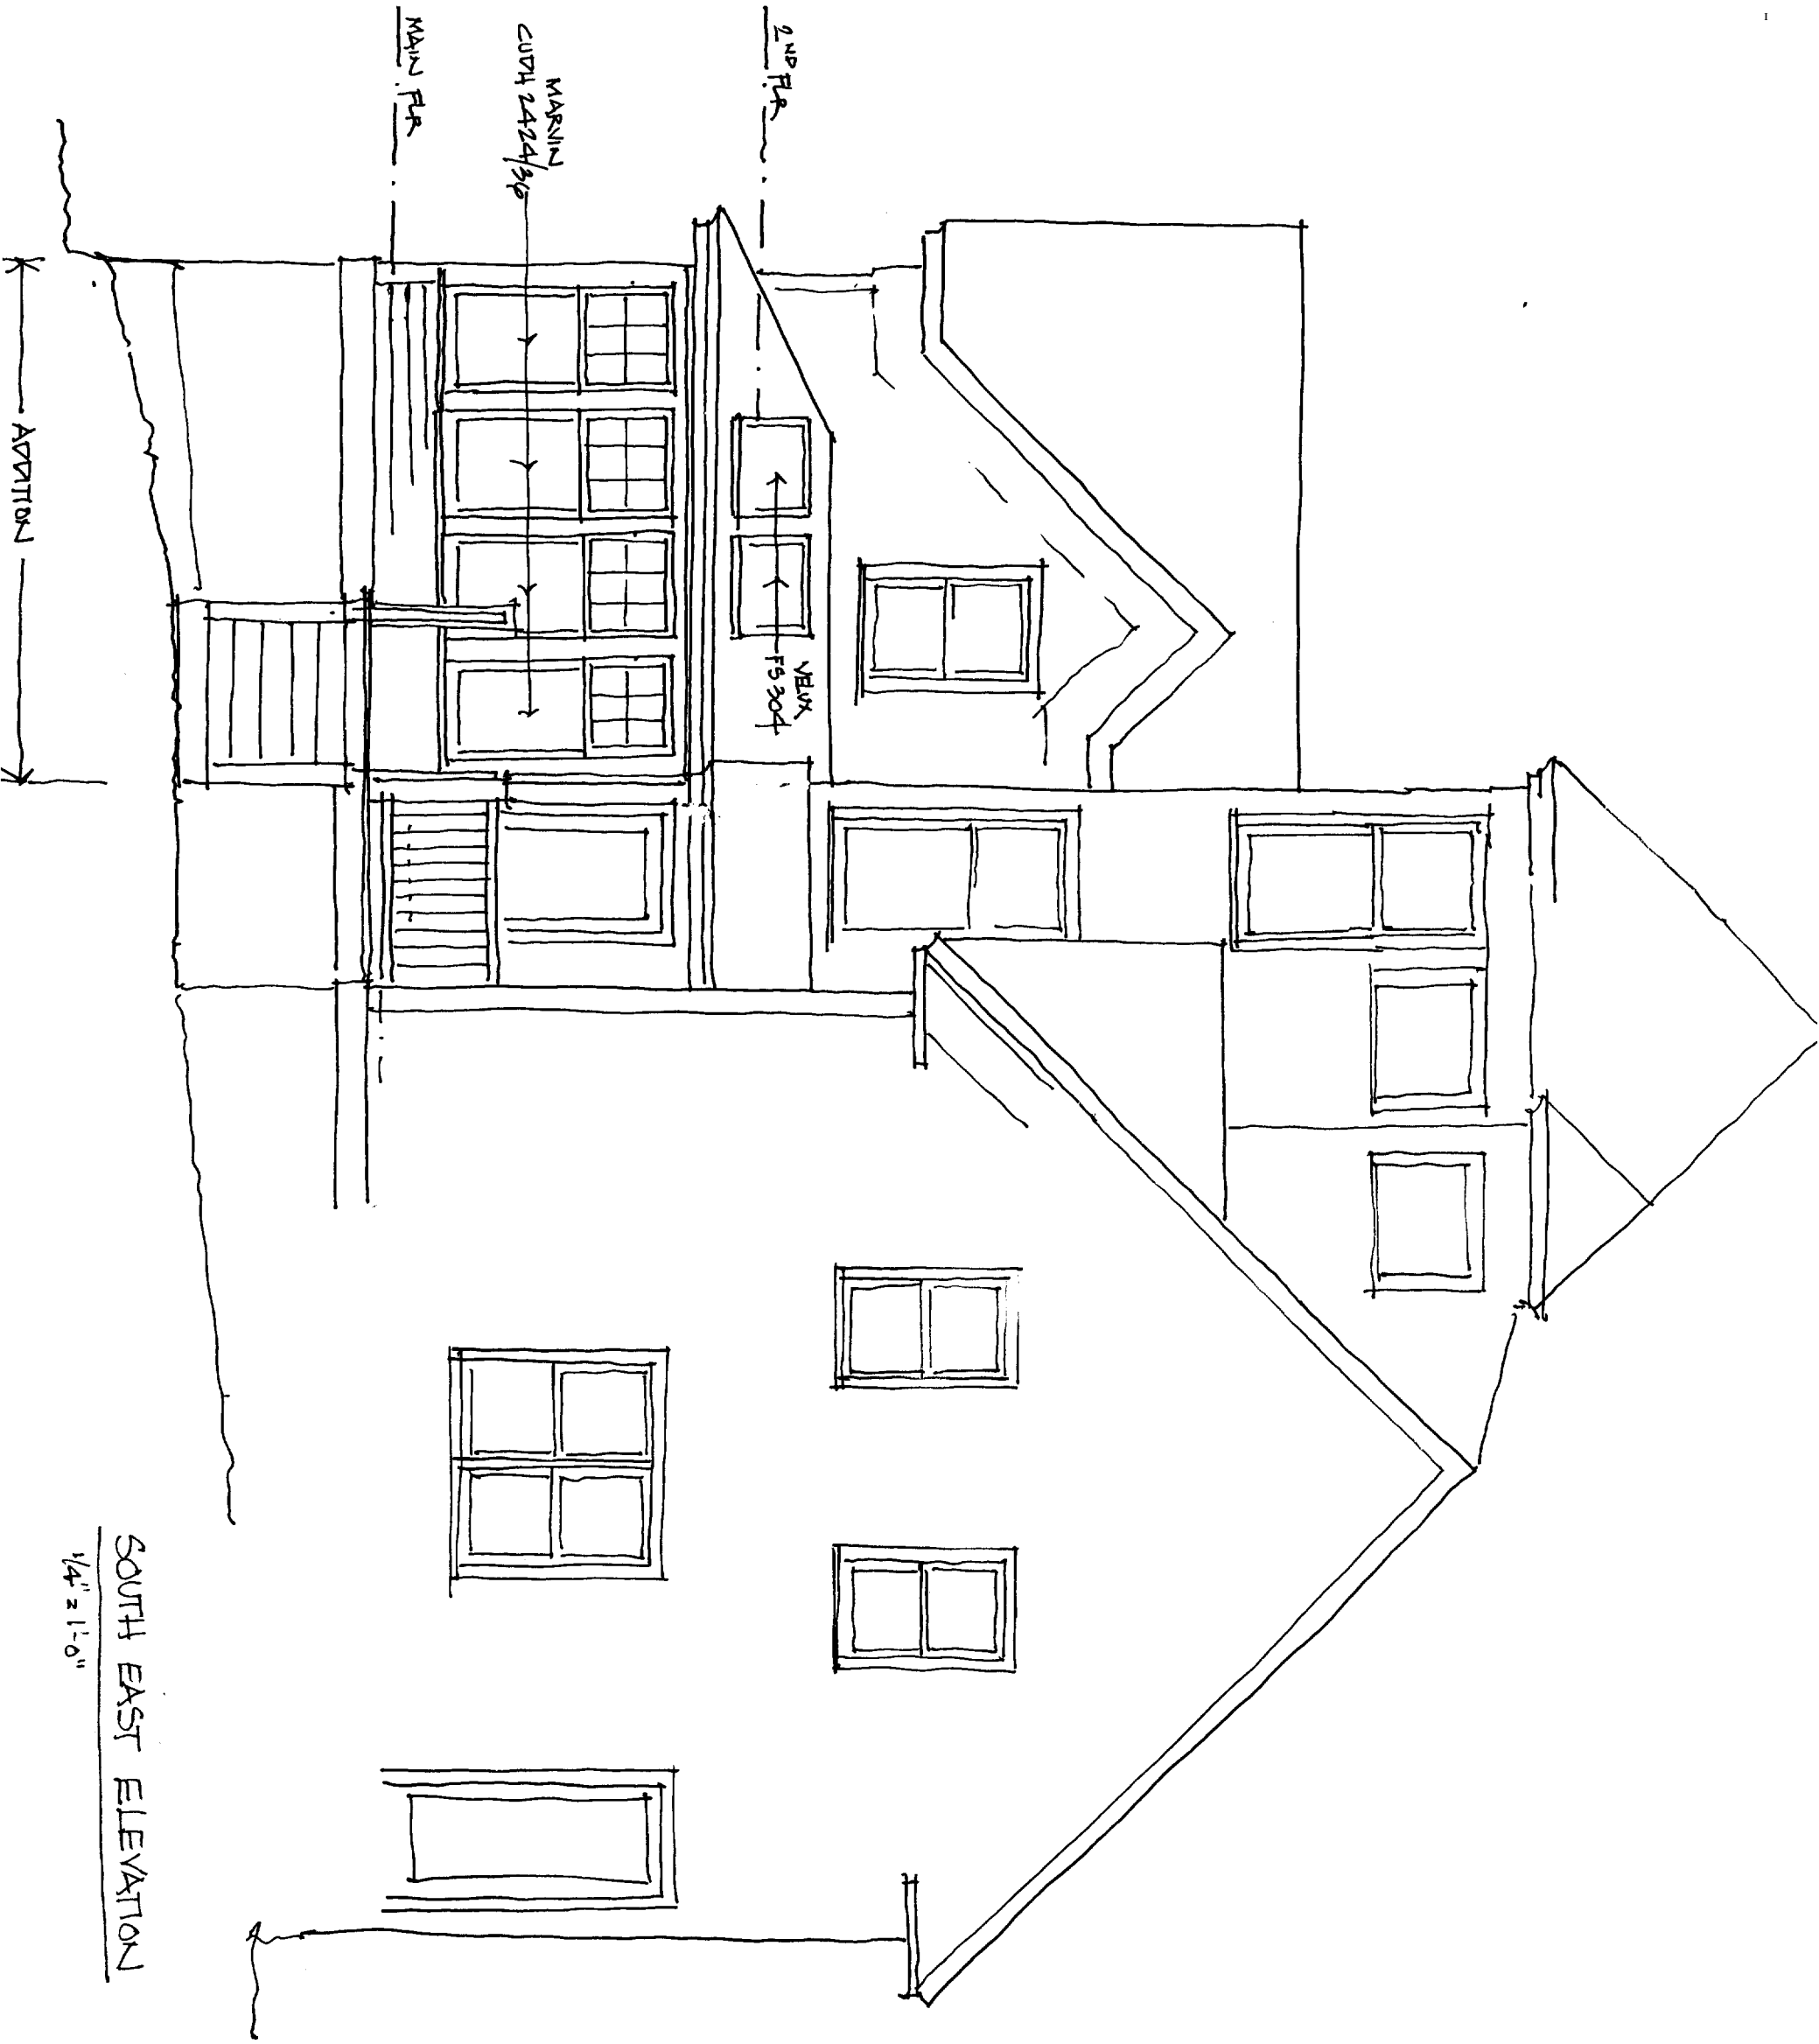 2ND FLR
VELUX
FS 304
MARVIN
CUDH 2424/36
MAIN FLR
ADDITION
SOUTH EAST ELEVATION
1/4" = 1'-0"